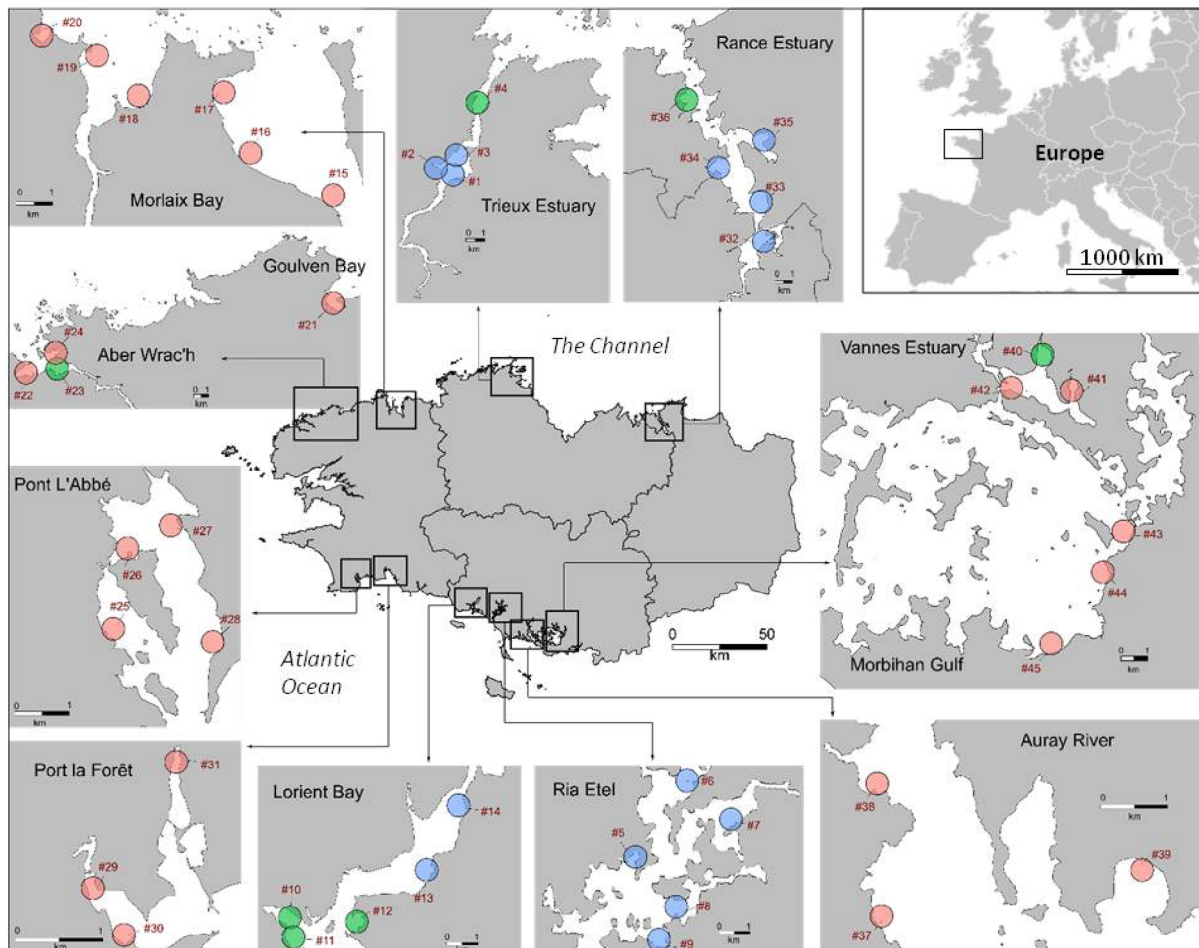 #20
#19
#18
#17
#16
#15
0 1
km
Morlaix Bay
#4
#2
#3
#1
Trieux Estuary
0 1
km
Rance Estuary
#36
#35
#34
#33
#32
0 1
km
Europe
1000 km
Goulven Bay
#21
#24
Aber Wrac'h
#22
#23
0 1
km
The Channel
Vannes Estuary
#40
#42
#41
#43
#44
#45
Morbihan Gulf
0 1
km
Pont L'Abbé
#27
#26
#25
#28
0 1
km
Atlantic
Ocean
0 50
km
Port la Forêt
#31
#29
#30
0 1
km
Lorient Bay
#14
#13
#10
#12
#11
0 1
km
Ria Etel
#6
#7
#5
#8
#9
0 1
km
Auray River
#38
0 1
km
#39
#37